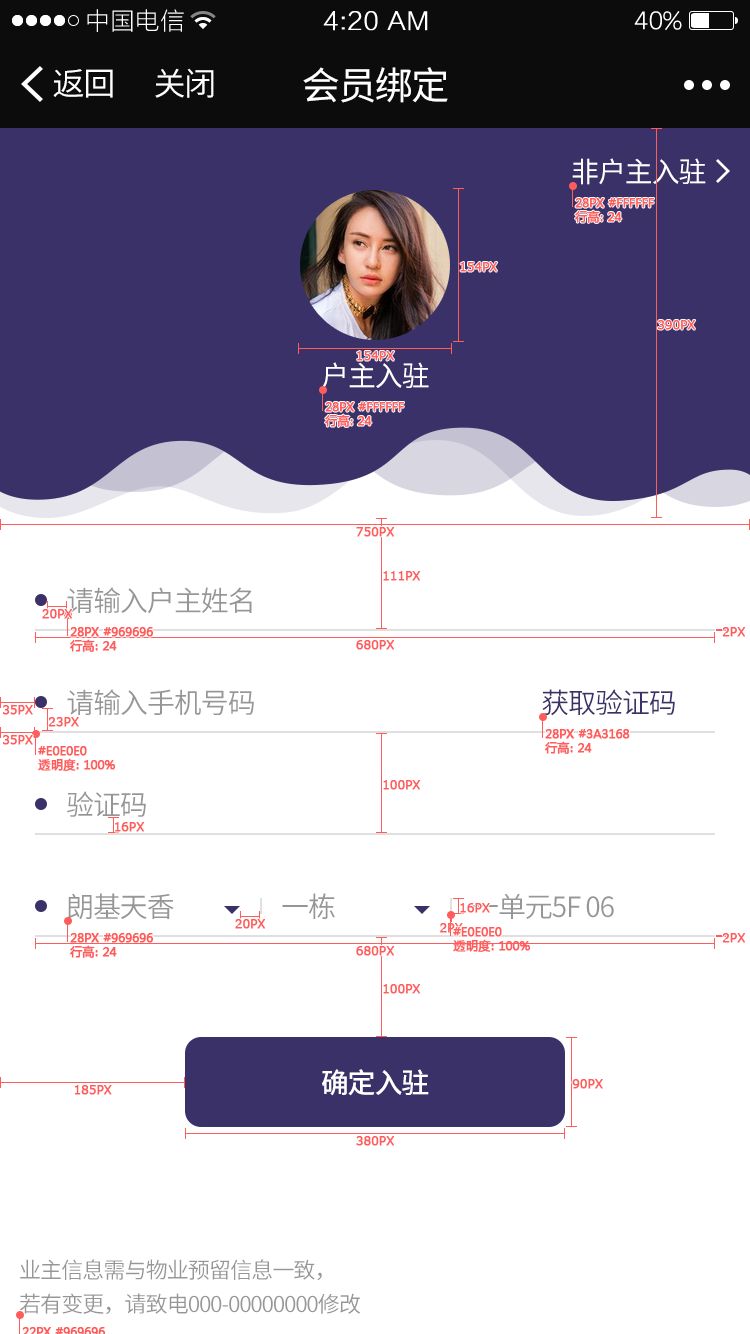 中国电信 4:20 AM 40%
返回 关闭 会员绑定
非户主入驻
28PX #FFFFFF
行高: 24
154PX
390PX
154PX
户主入驻
28PX #FFFFFF
行高: 24
750PX
111PX
请输入户主姓名
20PX
28PX #969696
2PX
行高: 24
680PX
请输入手机号码 获取验证码
35PX
23PX
28PX #3A3168
35PX
行高: 24
#E0E0E0
透明度: 100%
100PX
验证码
16PX
朗基天香 一栋 一单元5F 06
16PX
20PX
2PX
#E0E0E0
28PX #969696
2PX
行高: 24
透明度: 100%
680PX
100PX
确定入驻
90PX
185PX
380PX
业主信息需与物业预留信息一致，
若有变更，请致电000-00000000修改
22PX #969696